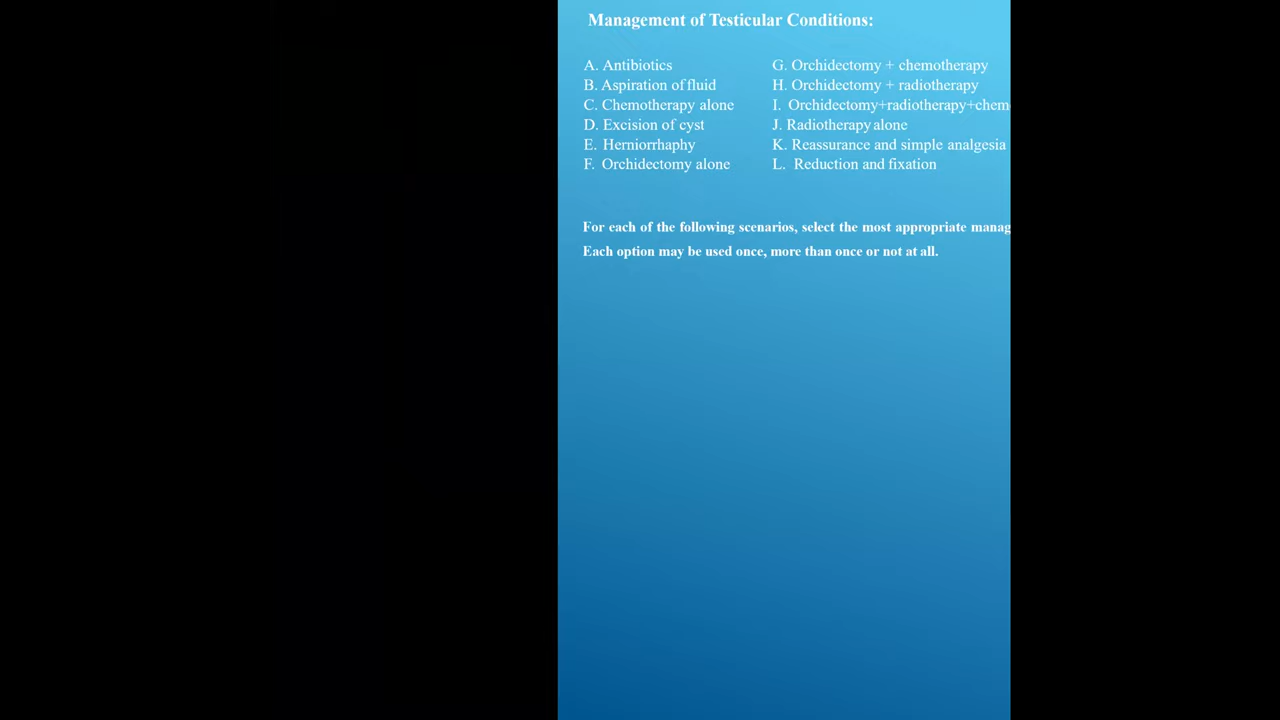 Management of Testicular Conditions:
A. Antibiotics
B. Aspiration of fluid
C. Chemotherapy alone
D. Excision of cyst
E. Herniorrhaphy
F. Orchidectomy alone
G. Orchidectomy + chemotherapy
H. Orchidectomy + radiotherapy
I. Orchidectomy+radiotherapy+chem
J. Radiotherapy alone
K. Reassurance and simple analgesia
L. Reduction and fixation
For each of the following scenarios, select the most appropriate manag
Each option may be used once, more than once or not at all.